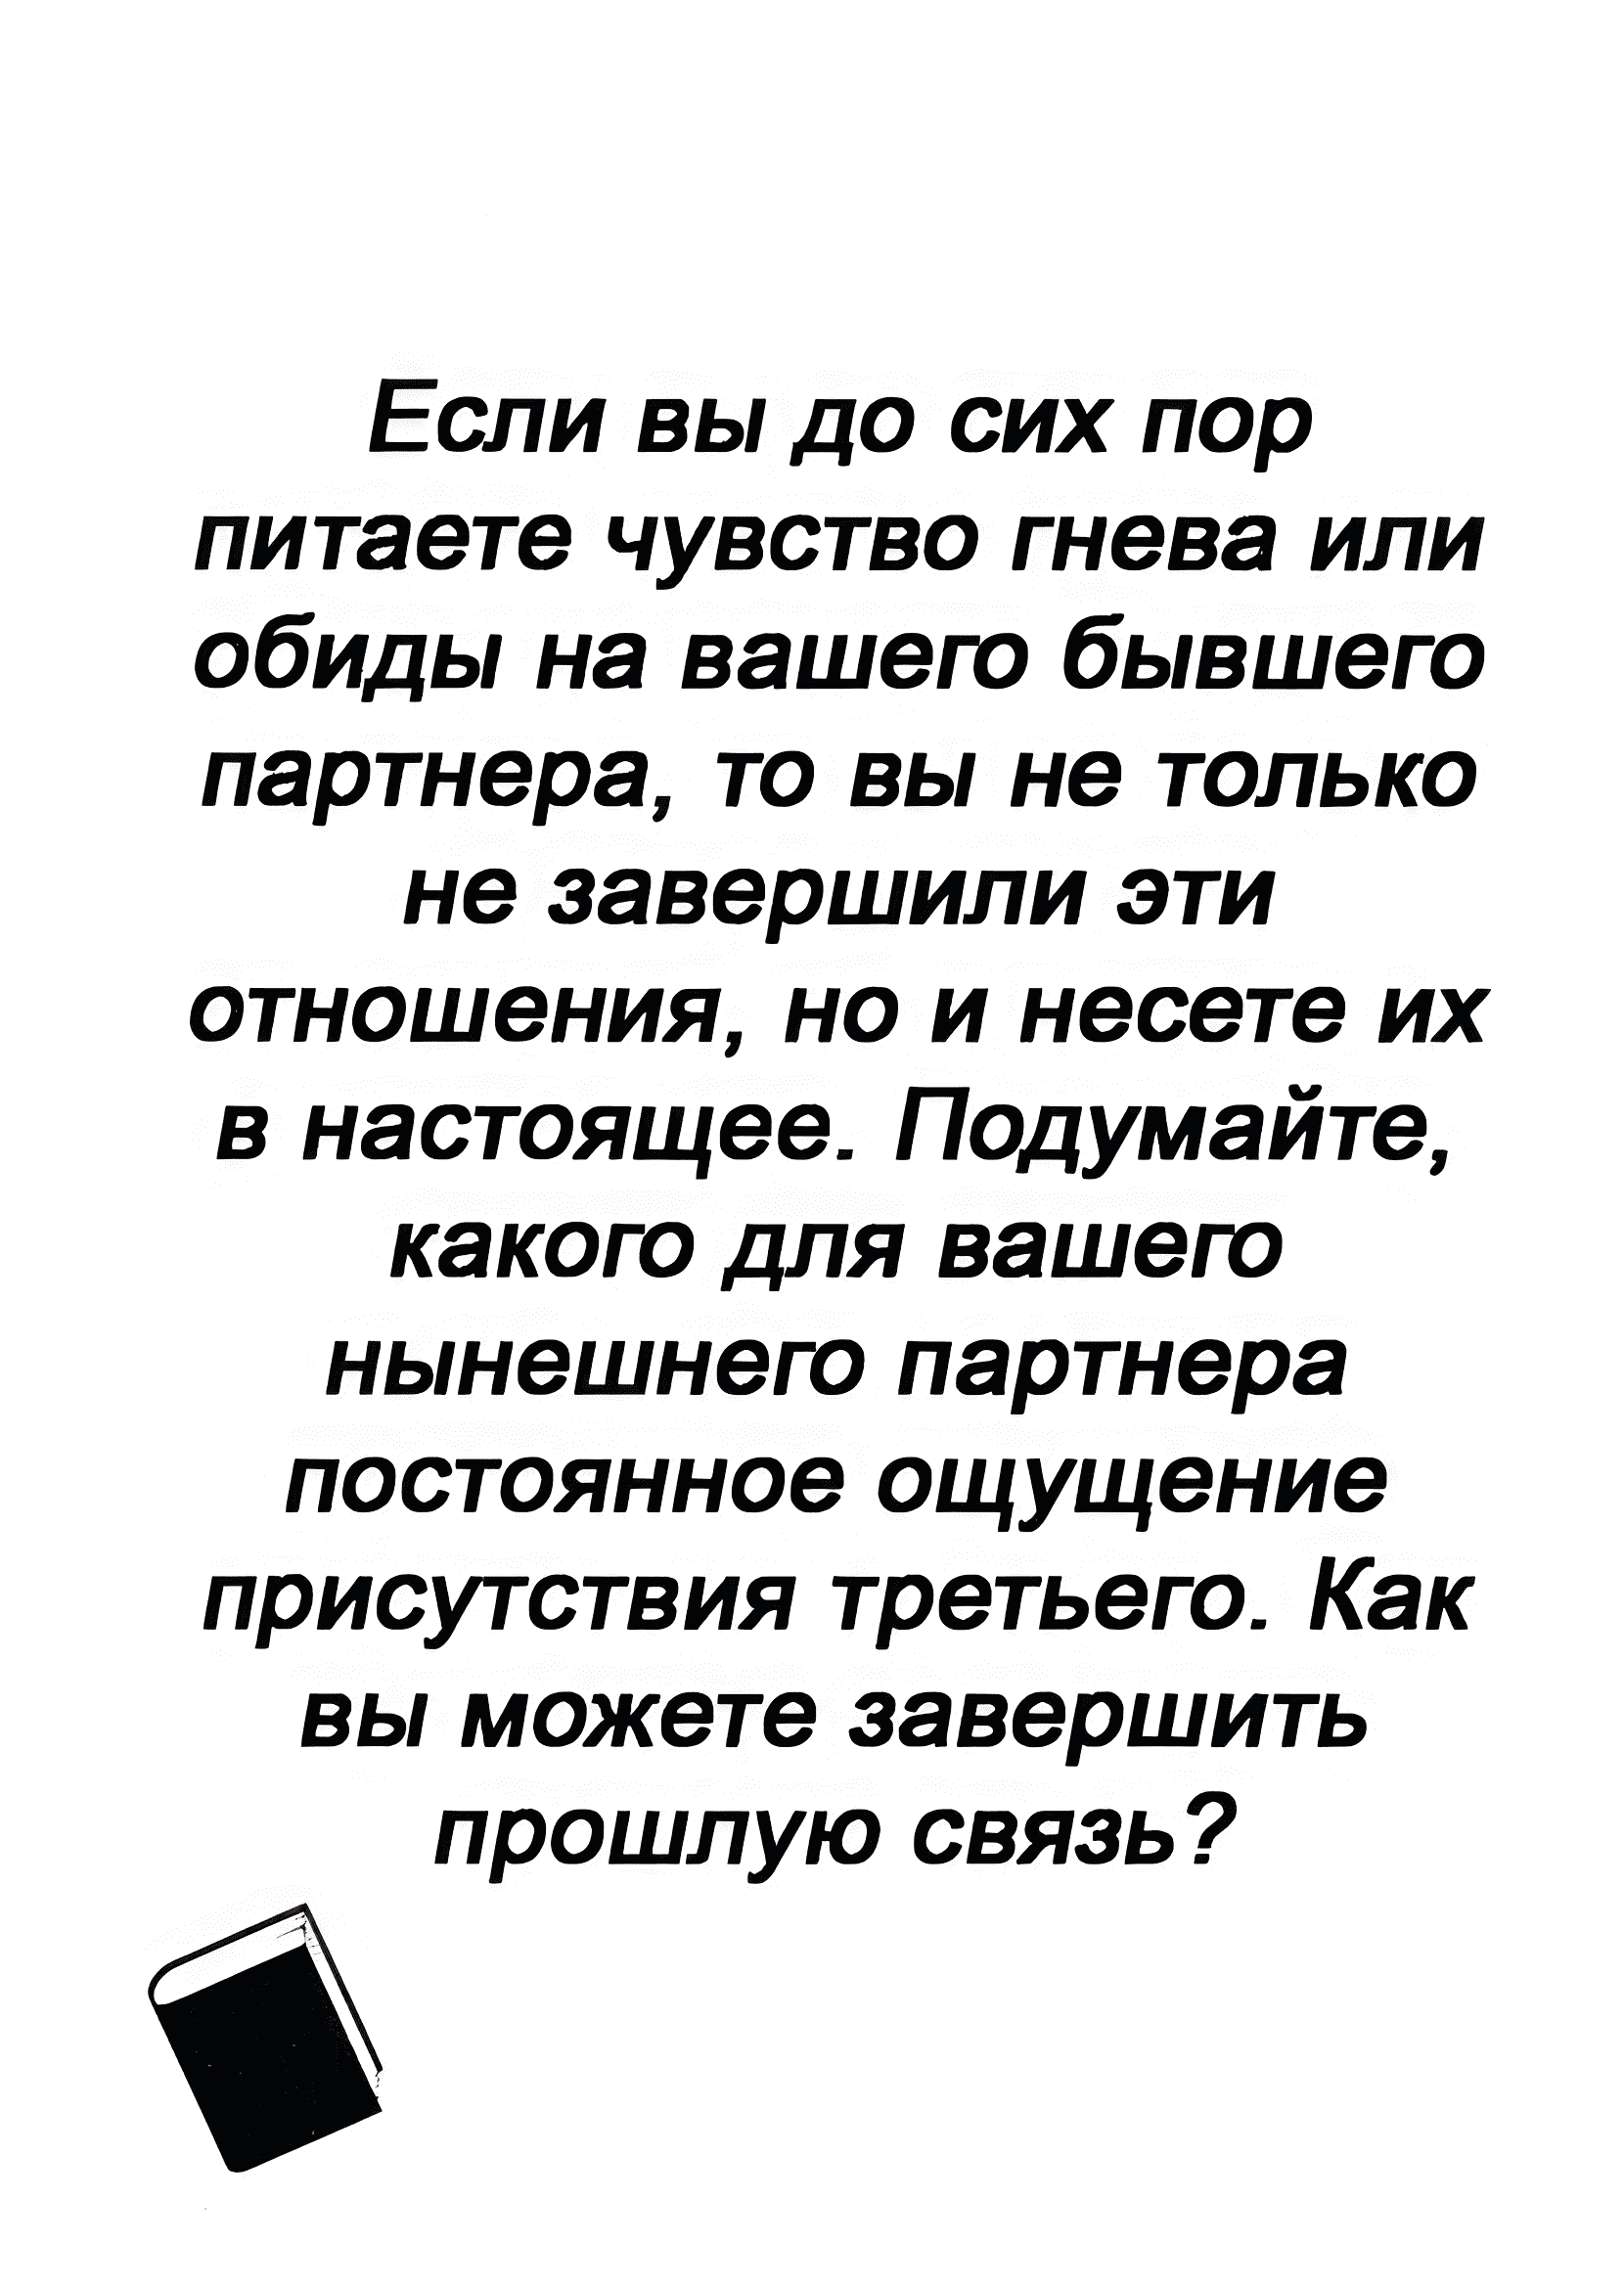 Если вы до сих пор
питаете чувство гнева или
обиды на вашего бывшего
партнера, то вы не только
не завершили эти
отношения, но и несете их
в настоящее. Подумайте,
какого для вашего
нынешнего партнера
постоянное ощущение
присутствия третьего. Как
вы можете завершить
прошлую связь?